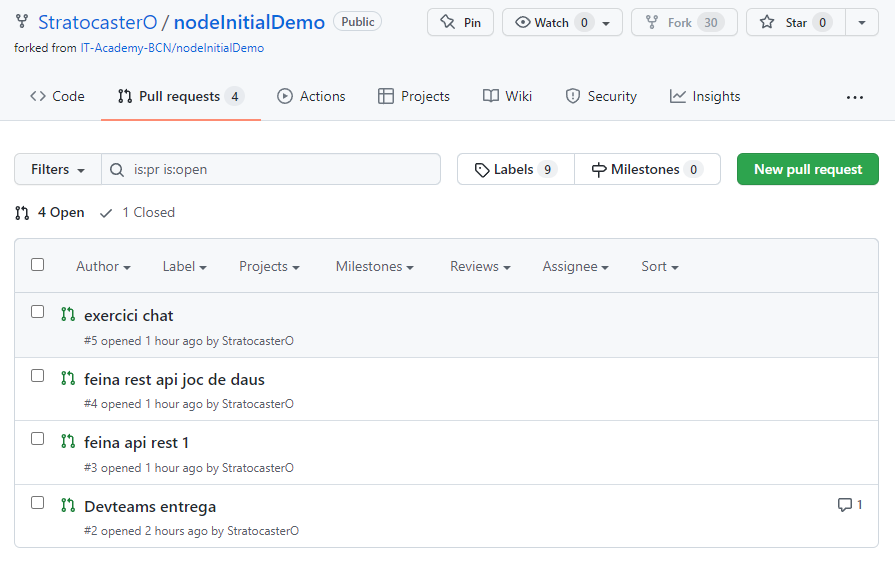 StratocasterO / nodeInitialDemo Public Pin Watch 0 Fork 30 Star 0
forked from IT-Academy-BCN/nodeInitialDemo
Code Pull requests 4 Actions Projects Wiki Security Insights ...
Filters is:pr is:open Labels 9 Milestones 0 New pull request
4 Open 1 Closed
Author Label Projects Milestones Reviews Assignee Sort
exercici chat
#5 opened 1 hour ago by StratocasterO
feina rest api joc de daus
#4 opened 1 hour ago by StratocasterO
feina api rest 1
#3 opened 1 hour ago by StratocasterO
Devteams entrega 1
#2 opened 2 hours ago by StratocasterO